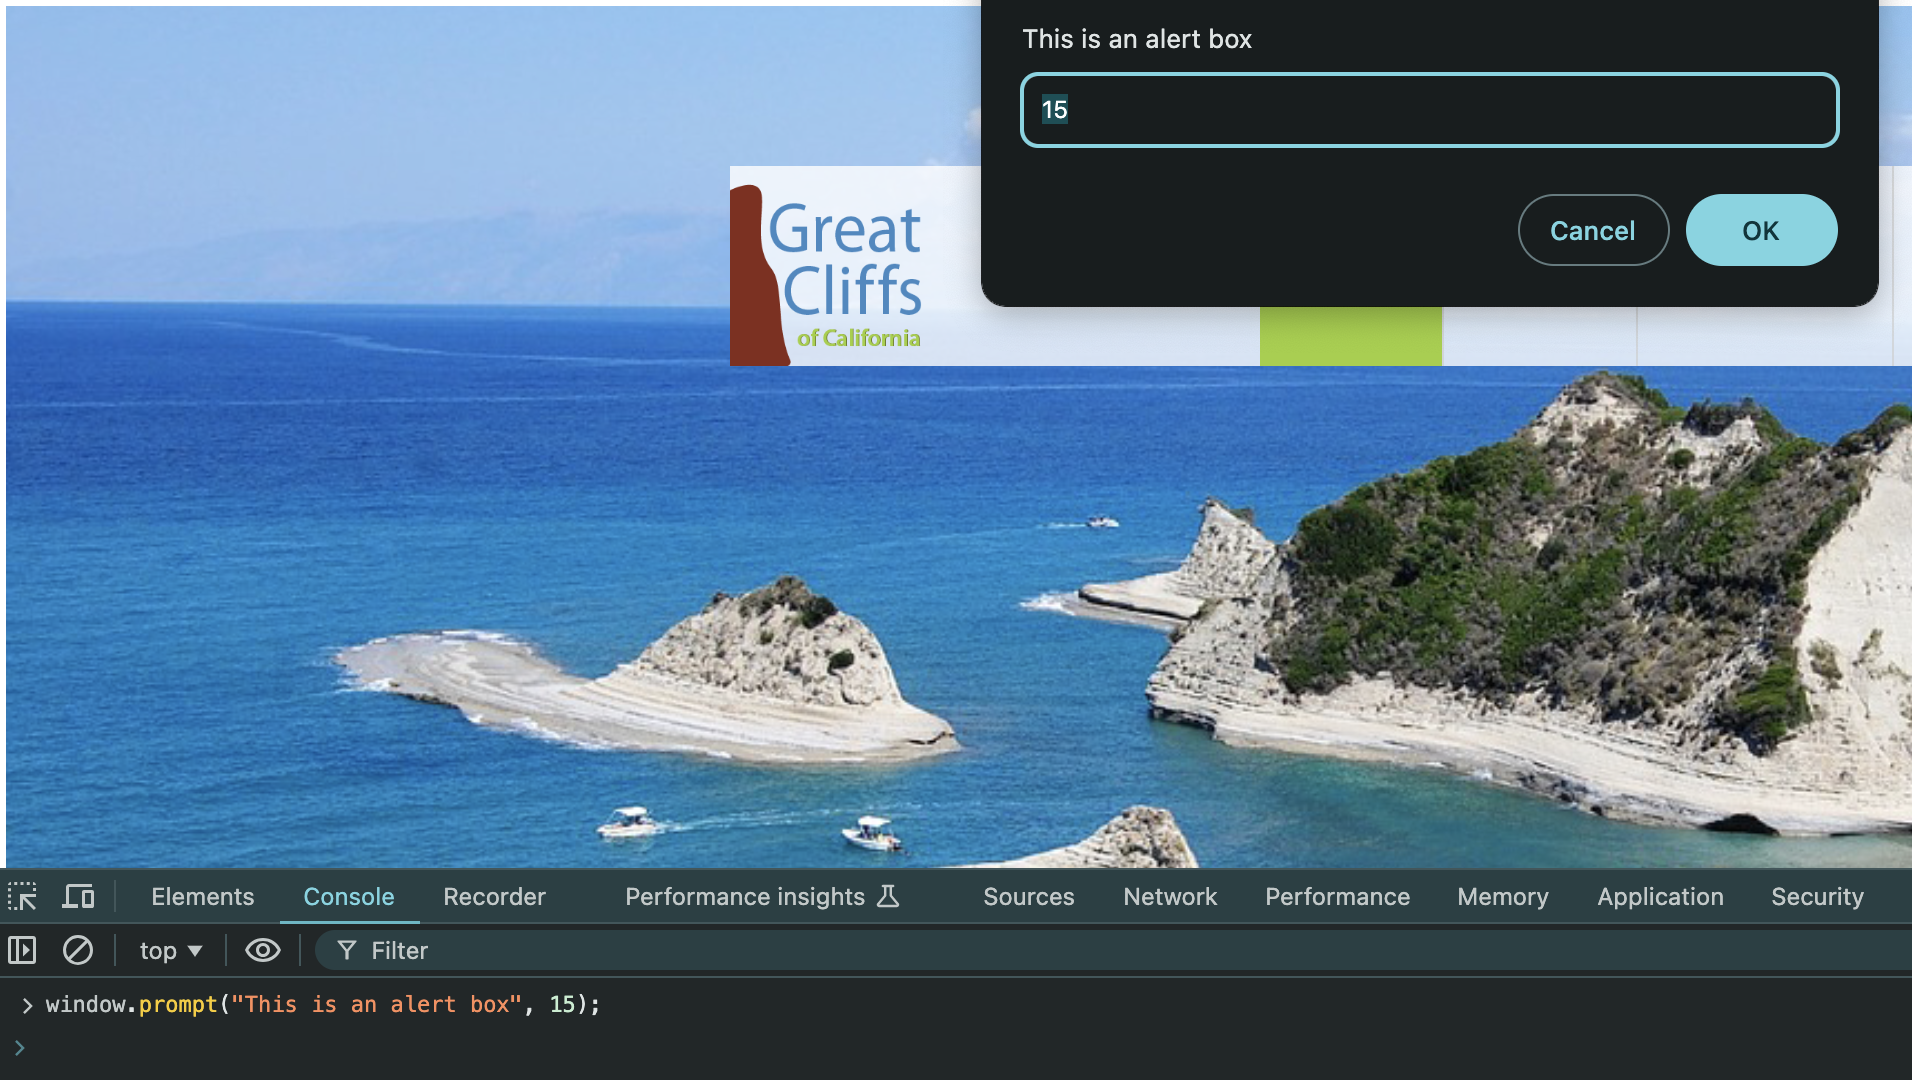 This is an alert box
15
Cancel
OK
Great
Cliffs
of California
Elements
Console
Recorder
Performance insights
Sources
Network
Performance
Memory
Application
Security
top
Filter
window.prompt("This is an alert box", 15);